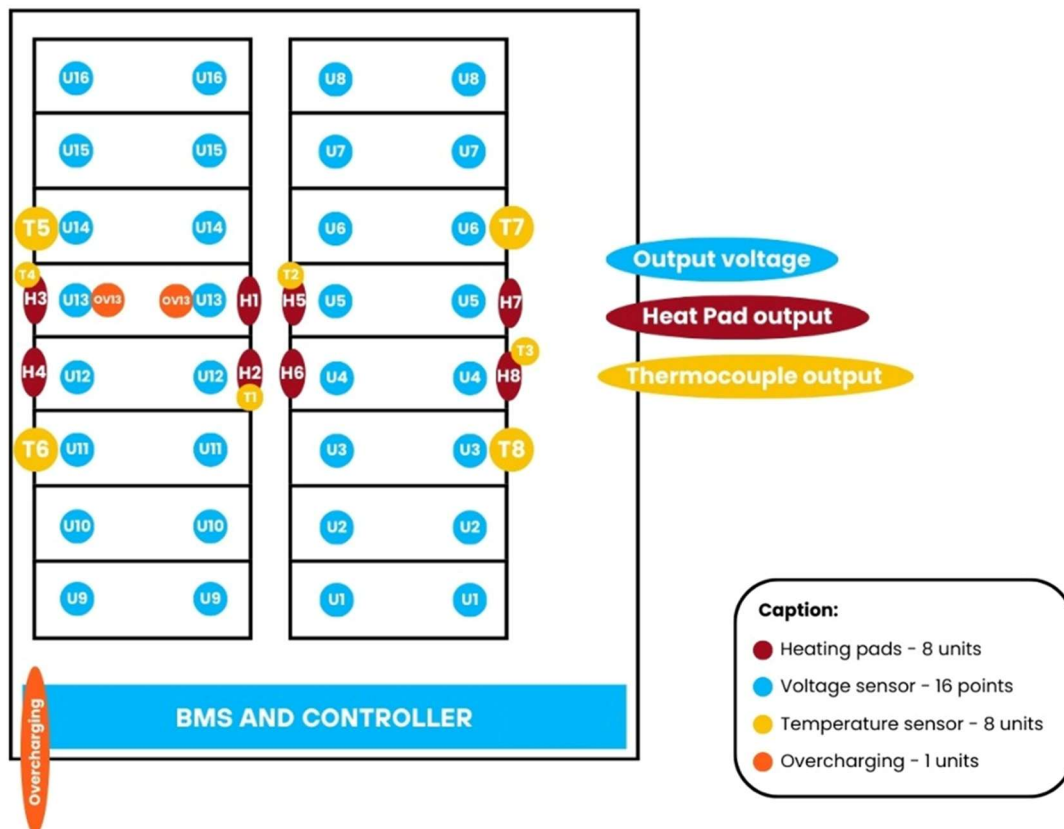 U16 U16 U8 U8
U15 U15 U7 U7
T5 U14 U14 U6 U6 T7
Output voltage
T4 T2
H3 U13 OV13 OV13 U13 H1 H5 U5 U5 H7
Heat Pad output
T3
H4 U12 U12 H2 H6 U4 U4 H8
Thermocouple output
T1
T6 U11 U11 U3 U3 T8
U10 U10 U2 U2
U9 U9 U1 U1
Caption:
Heating pads - 8 units
Voltage sensor - 16 points
Temperature sensor - 8 units
Overcharging - 1 units
BMS AND CONTROLLER
Overcharging